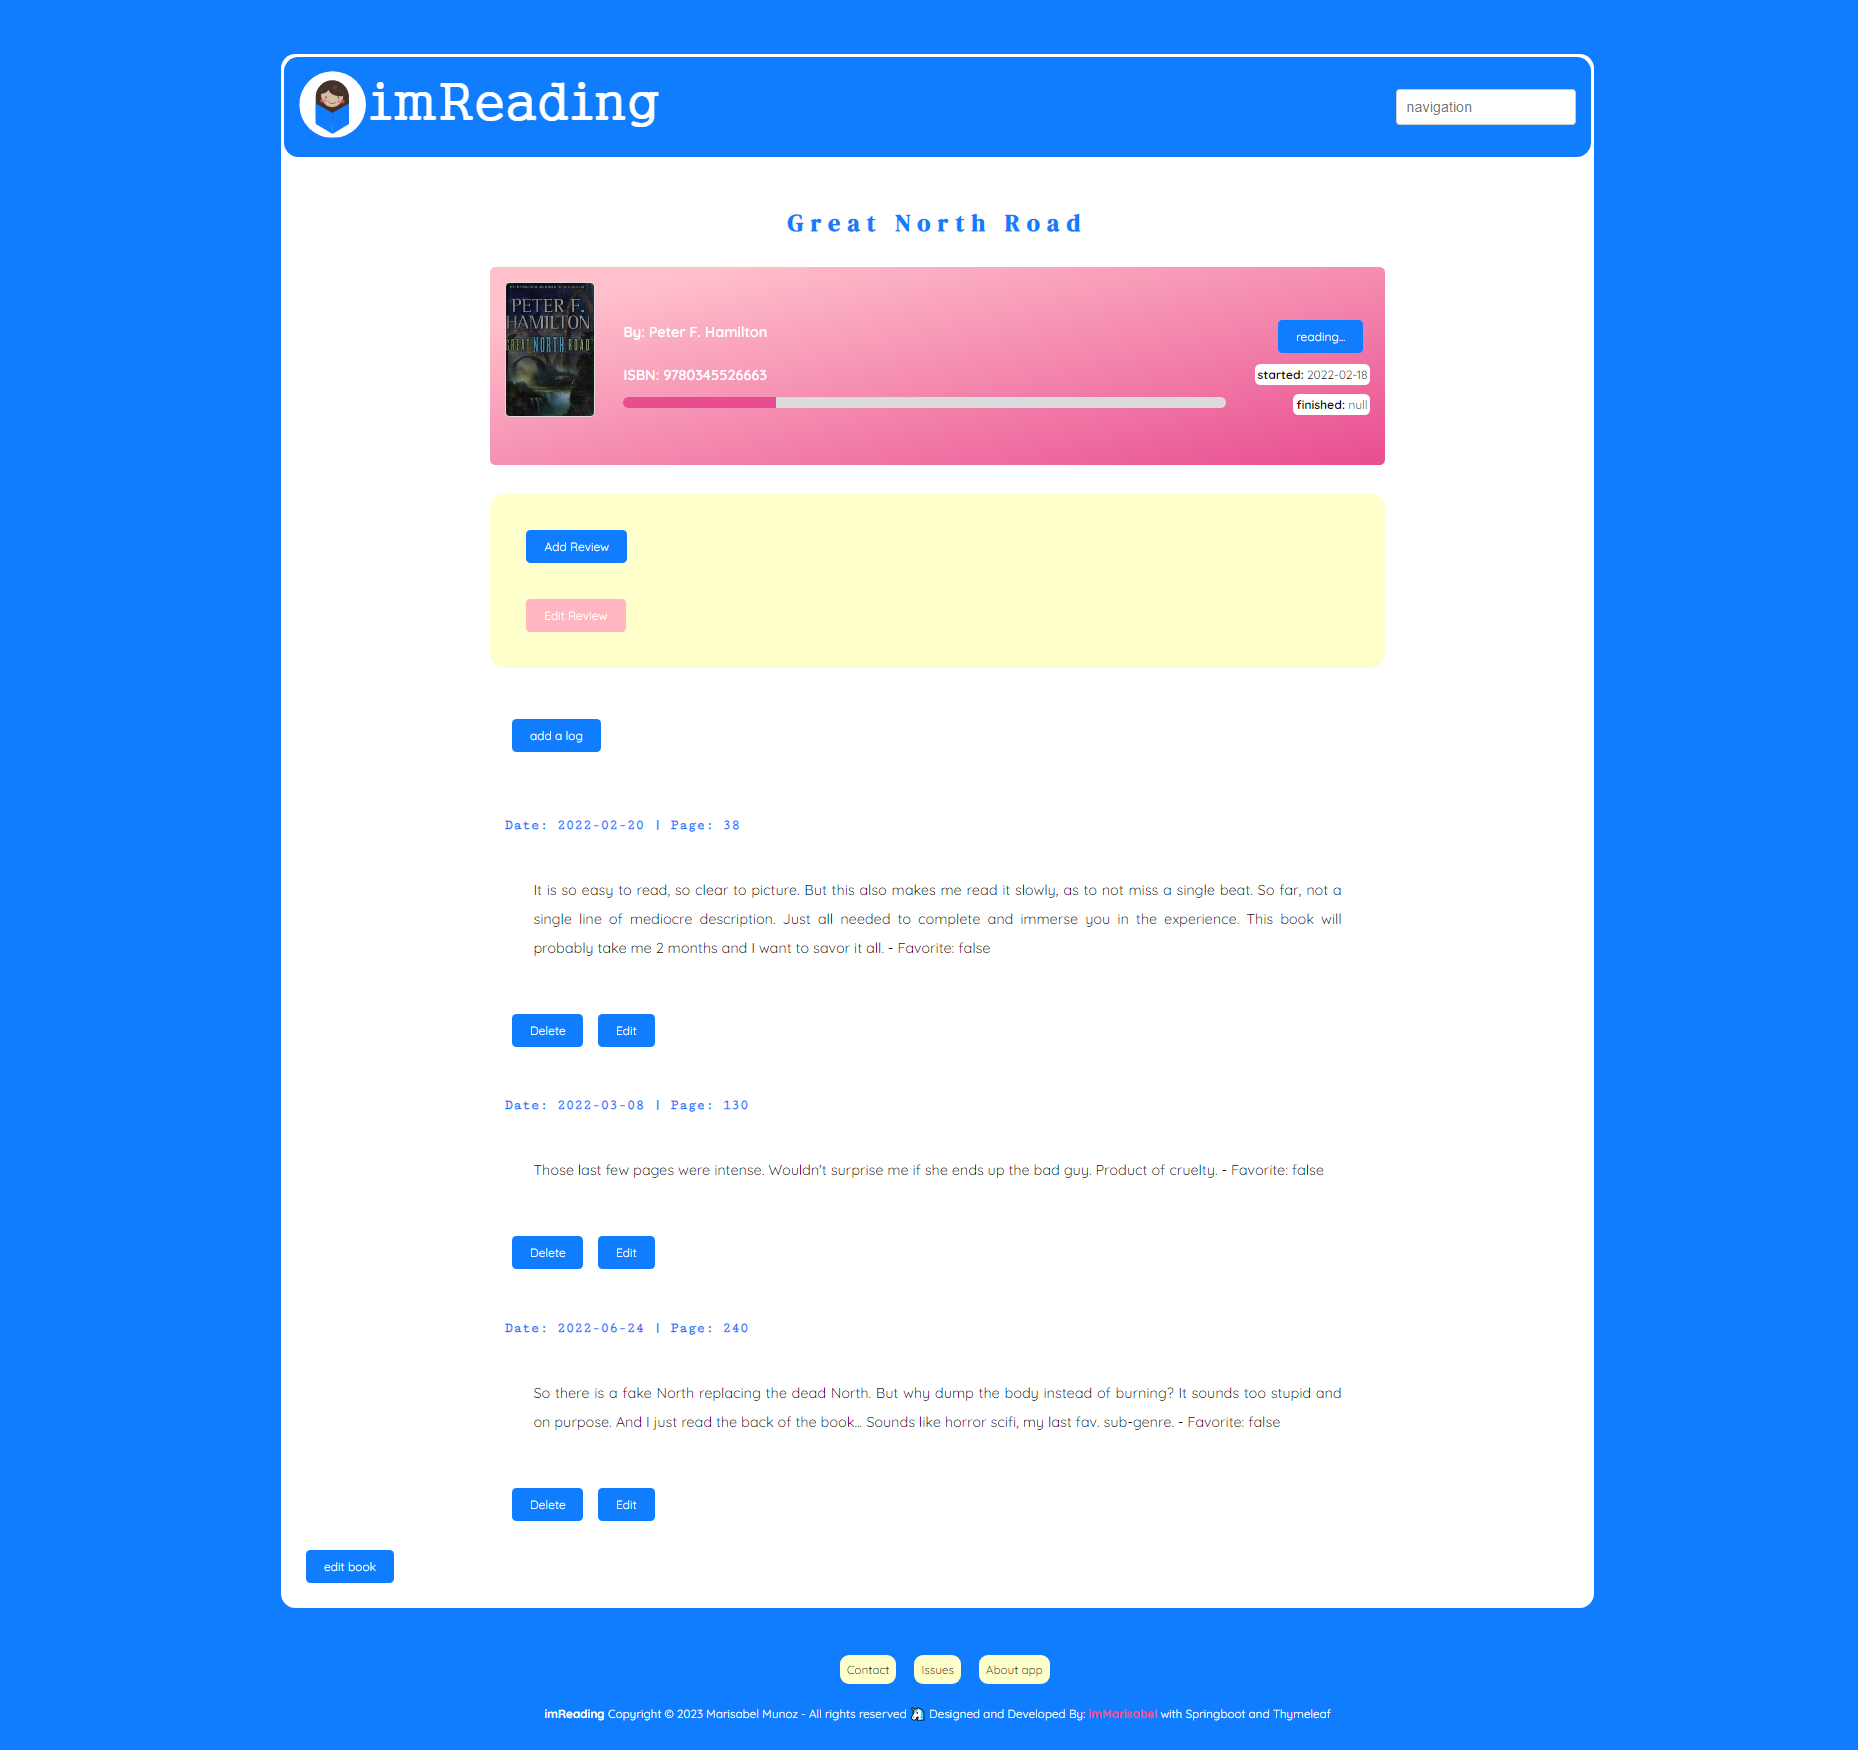 imReading
navigation
Great North Road
PETER F.
HAMILTON
GREAT NORTH ROAD
By: Peter F. Hamilton
ISBN: 9780345526663
reading...
started: 2022-02-18
finished: null
Add Review
Edit Review
add a log
Date: 2022-02-20 | Page: 38
It is so easy to read, so clear to picture. But this also makes me read it slowly, as to not miss a single beat. So far, not a
single line of mediocre description. Just all needed to complete and immerse you in the experience. This book will
probably take me 2 months and I want to savor it all. - Favorite: false
Delete Edit
Date: 2022-03-08 | Page: 130
Those last few pages were intense. Wouldn't surprise me if she ends up the bad guy. Product of cruelty. - Favorite: false
Delete Edit
Date: 2022-06-24 | Page: 240
So there is a fake North replacing the dead North. But why dump the body instead of burning? It sounds too stupid and
on purpose. And I just read the back of the book... Sounds like horror scifi, my last fav. sub-genre. - Favorite: false
Delete Edit
edit book
Contact Issues About app
imReading Copyright © 2023 Marisabel Munoz - All rights reserved Designed and Developed By: imMarisabel with Springboot and Thymeleaf